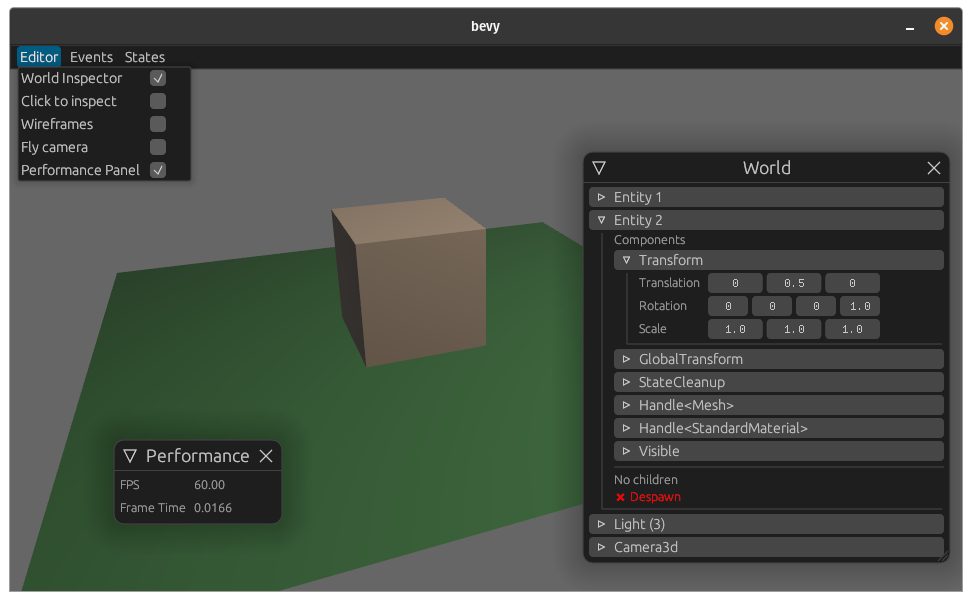 bevy
Editor Events States
World Inspector
Click to inspect
Wireframes
Fly camera
Performance Panel
World
Entity 1
Entity 2
Components
Transform
Translation 0 0.5 0
Rotation 0 0 0 1.0
Scale 1.0 1.0 1.0
GlobalTransform
StateCleanup
Handle<Mesh>
Handle<StandardMaterial>
Visible
No children
Despawn
Light (3)
Camera3d
Performance
FPS 60.00
Frame Time 0.0166